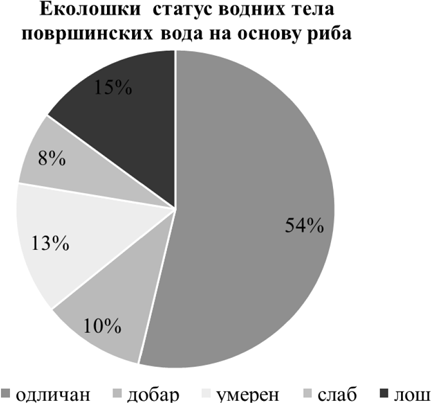 Еколошки статус водних тела
површинских вода на основу риба
15%
8%
54%
13%
10%
одличан добар умерен слаб лош